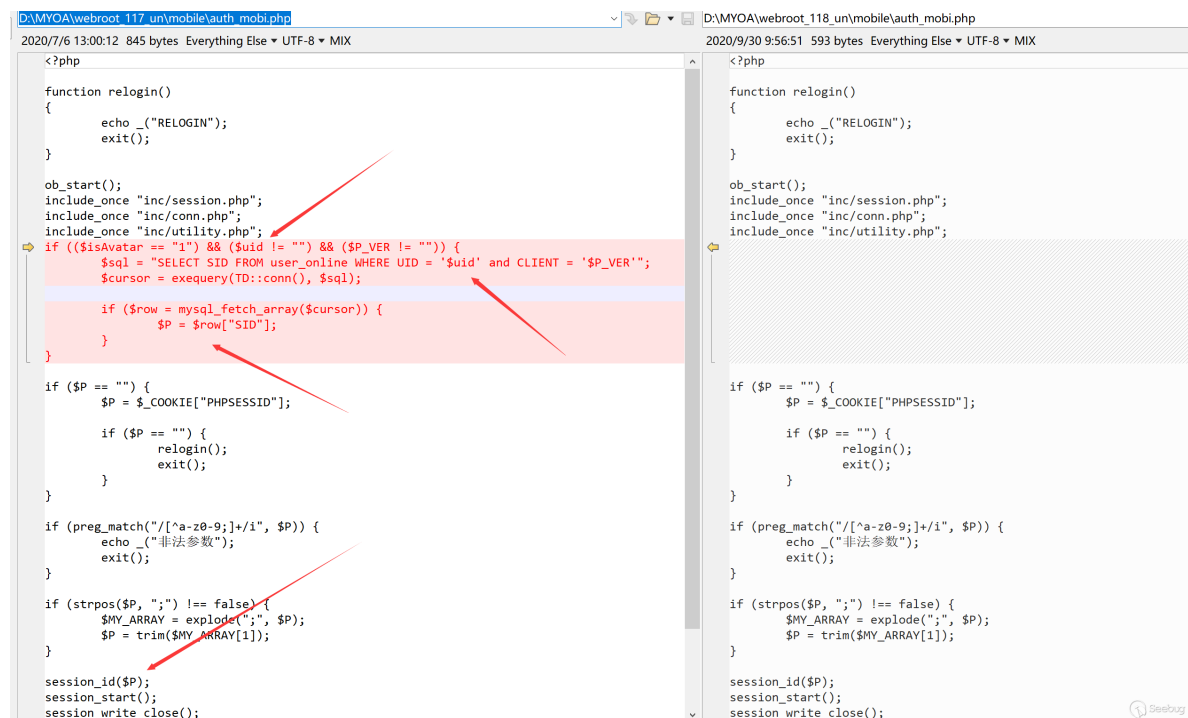 D:\MYOA\webroot_117_un\mobile\auth_mobi.php
2020/7/6 13:00:12 845 bytes Everything Else UTF-8 MIX
<?php
function relogin()
{
echo _("RELOGIN");
exit();
}
ob_start();
include_once "inc/session.php";
include_once "inc/conn.php";
include_once "inc/utility.php";
if (($isAvatar == "1") && ($uid != "") && ($P_VER != "")) {
$sql = "SELECT SID FROM user_online WHERE UID = '$uid' and CLIENT = '$P_VER'";
$cursor = exequery(TD::conn(), $sql);
if ($row = mysql_fetch_array($cursor)) {
$P = $row["SID"];
}
}
if ($P == "") {
$P = $_COOKIE["PHPSESSID"];
if ($P == "") {
relogin();
exit();
}
}
if (preg_match("/[^a-z0-9;]+/i", $P)) {
echo _("非法参数");
exit();
}
if (strpos($P, ";") !== false) {
$MY_ARRAY = explode(";", $P);
$P = trim($MY_ARRAY[1]);
}
session_id($P);
session_start();
session_write_close();
D:\MYOA\webroot_118_un\mobile\auth_mobi.php
2020/9/30 9:56:51 593 bytes Everything Else UTF-8 MIX
<?php
function relogin()
{
echo _("RELOGIN");
exit();
}
ob_start();
include_once "inc/session.php";
include_once "inc/conn.php";
include_once "inc/utility.php";
if ($P == "") {
$P = $_COOKIE["PHPSESSID"];
if ($P == "") {
relogin();
exit();
}
}
if (preg_match("/[^a-z0-9;]+/i", $P)) {
echo _("非法参数");
exit();
}
if (strpos($P, ";") !== false) {
$MY_ARRAY = explode(";", $P);
$P = trim($MY_ARRAY[1]);
}
session_id($P);
session_start();
session_write_close();
Seebug